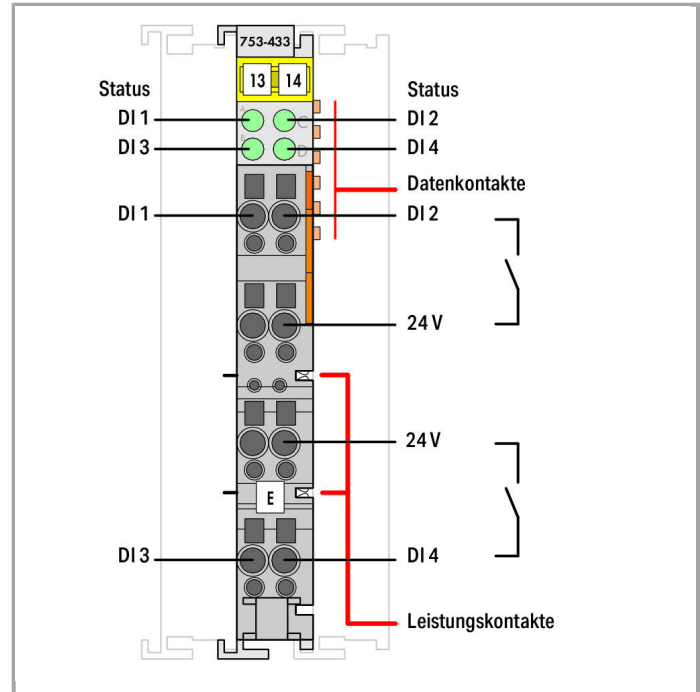 753-433
13 14
Status
Status
A
C
DI 1
DI 2
B
D
DI 3
DI 4
Datenkontakte
DI 1
DI 2
24 V
24 V
E
DI 3
DI 4
Leistungskontakte